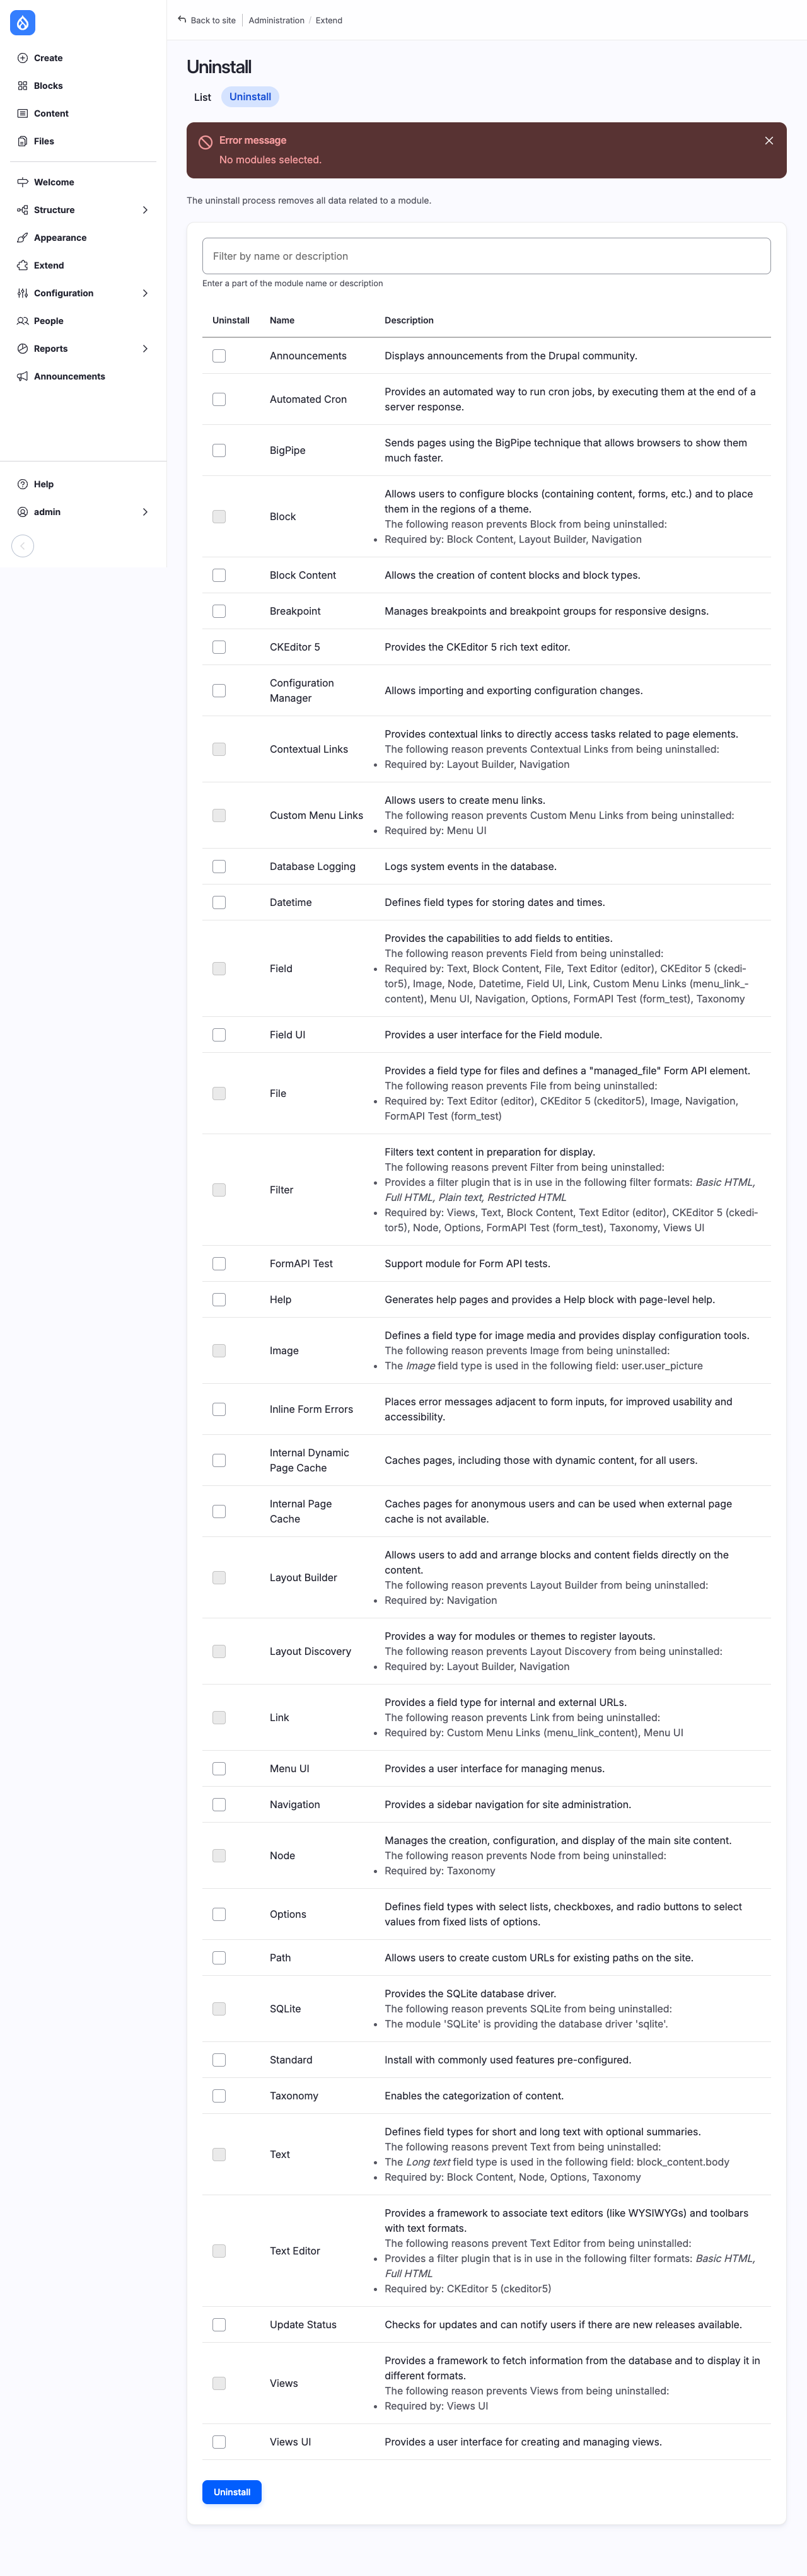 Create
Blocks
Content
Files
Welcome
Structure
Appearance
Extend
Configuration
People
Reports
Announcements
Help
admin
Back to site
Administration / Extend
Uninstall
List
Uninstall
Error message
No modules selected.
The uninstall process removes all data related to a module.
Filter by name or description
Enter a part of the module name or description
Uninstall Name Description
Announcements Displays announcements from the Drupal community.
Automated Cron Provides an automated way to run cron jobs, by executing them at the end of a
server response.
BigPipe Sends pages using the BigPipe technique that allows browsers to show them
much faster.
Block Allows users to configure blocks (containing content, forms, etc.) and to place
them in the regions of a theme.
The following reason prevents Block from being uninstalled:
• Required by: Block Content, Layout Builder, Navigation
Block Content Allows the creation of content blocks and block types.
Breakpoint Manages breakpoints and breakpoint groups for responsive designs.
CKEditor 5 Provides the CKEditor 5 rich text editor.
Configuration
Manager Allows importing and exporting configuration changes.
Contextual Links Provides contextual links to directly access tasks related to page elements.
The following reason prevents Contextual Links from being uninstalled:
• Required by: Layout Builder, Navigation
Custom Menu Links Allows users to create menu links.
The following reason prevents Custom Menu Links from being uninstalled:
• Required by: Menu UI
Database Logging Logs system events in the database.
Datetime Defines field types for storing dates and times.
Field Provides the capabilities to add fields to entities.
The following reason prevents Field from being uninstalled:
• Required by: Text, Block Content, File, Text Editor (editor), CKEditor 5 (ckedi-
tor5), Image, Node, Datetime, Field UI, Link, Custom Menu Links (menu_link_-
content), Menu UI, Navigation, Options, FormAPI Test (form_test), Taxonomy
Field UI Provides a user interface for the Field module.
File Provides a field type for files and defines a "managed_file" Form API element.
The following reason prevents File from being uninstalled:
• Required by: Text Editor (editor), CKEditor 5 (ckeditor5), Image, Navigation,
FormAPI Test (form_test)
Filter Filters text content in preparation for display.
The following reasons prevent Filter from being uninstalled:
• Provides a filter plugin that is in use in the following filter formats: Basic HTML,
Full HTML, Plain text, Restricted HTML
• Required by: Views, Text, Block Content, Text Editor (editor), CKEditor 5 (ckedi-
tor5), Node, Options, FormAPI Test (form_test), Taxonomy, Views UI
FormAPI Test Support module for Form API tests.
Help Generates help pages and provides a Help block with page-level help.
Image Defines a field type for image media and provides display configuration tools.
The following reason prevents Image from being uninstalled:
• The Image field type is used in the following field: user.user_picture
Inline Form Errors Places error messages adjacent to form inputs, for improved usability and
accessibility.
Internal Dynamic
Page Cache Caches pages, including those with dynamic content, for all users.
Internal Page
Cache Caches pages for anonymous users and can be used when external page
cache is not available.
Layout Builder Allows users to add and arrange blocks and content fields directly on the
content.
The following reason prevents Layout Builder from being uninstalled:
• Required by: Navigation
Layout Discovery Provides a way for modules or themes to register layouts.
The following reason prevents Layout Discovery from being uninstalled:
• Required by: Layout Builder, Navigation
Link Provides a field type for internal and external URLs.
The following reason prevents Link from being uninstalled:
• Required by: Custom Menu Links (menu_link_content), Menu UI
Menu UI Provides a user interface for managing menus.
Navigation Provides a sidebar navigation for site administration.
Node Manages the creation, configuration, and display of the main site content.
The following reason prevents Node from being uninstalled:
• Required by: Taxonomy
Options Defines field types with select lists, checkboxes, and radio buttons to select
values from fixed lists of options.
Path Allows users to create custom URLs for existing paths on the site.
SQLite Provides the SQLite database driver.
The following reason prevents SQLite from being uninstalled:
• The module 'SQLite' is providing the database driver 'sqlite'.
Standard Install with commonly used features pre-configured.
Taxonomy Enables the categorization of content.
Text Defines field types for short and long text with optional summaries.
The following reasons prevent Text from being uninstalled:
• The Long text field type is used in the following field: block_content.body
• Required by: Block Content, Node, Options, Taxonomy
Text Editor Provides a framework to associate text editors (like WYSIWYGs) and toolbars
with text formats.
The following reasons prevent Text Editor from being uninstalled:
• Provides a filter plugin that is in use in the following filter formats: Basic HTML,
Full HTML
• Required by: CKEditor 5 (ckeditor5)
Update Status Checks for updates and can notify users if there are new releases available.
Views Provides a framework to fetch information from the database and to display it in
different formats.
The following reason prevents Views from being uninstalled:
• Required by: Views UI
Views UI Provides a user interface for creating and managing views.
Uninstall